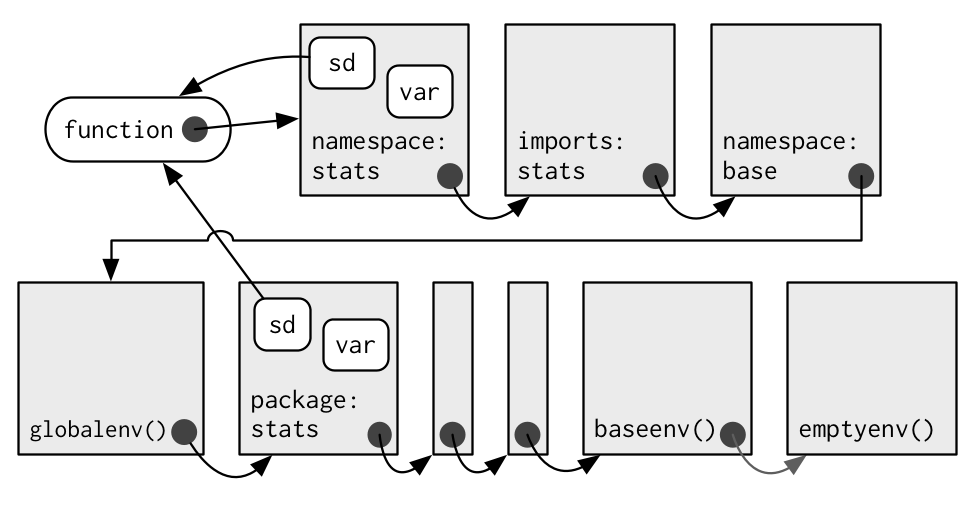 sd
var
function
namespace:
stats
imports:
stats
namespace:
base
sd
var
globalenv()
package:
stats
baseenv()
emptyenv()